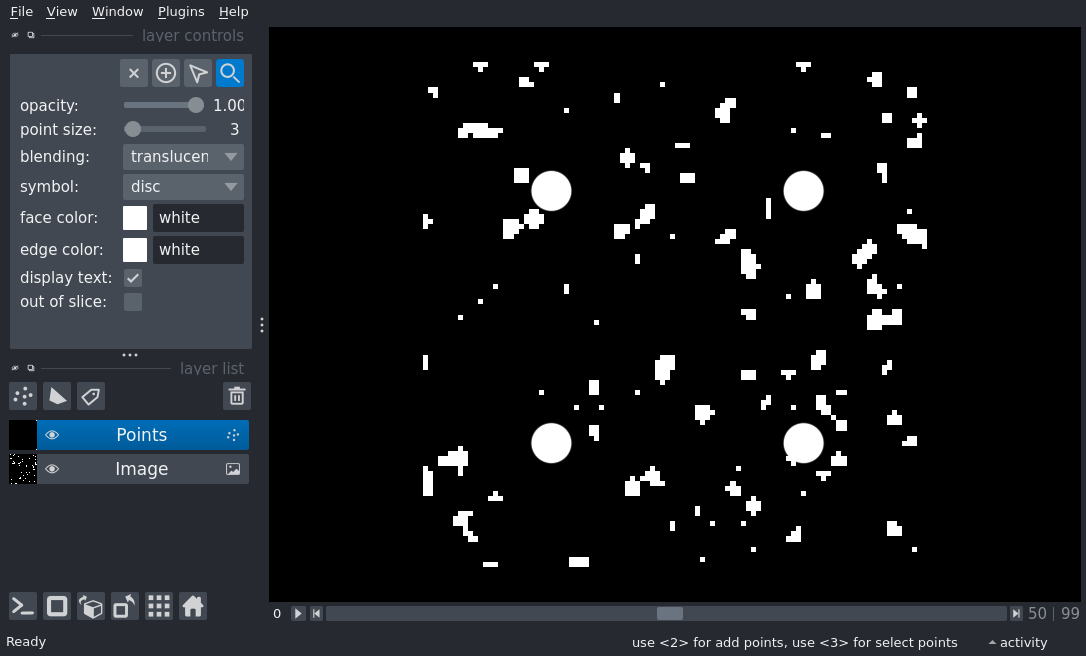 File View Window Plugins Help
layer controls
opacity: 1.00
point size: 3
blending: translucen
symbol: disc
face color: white
edge color: white
display text:
out of slice:
layer list
Points
Image
0 50 | 99
Ready use <2> for add points, use <3> for select points activity